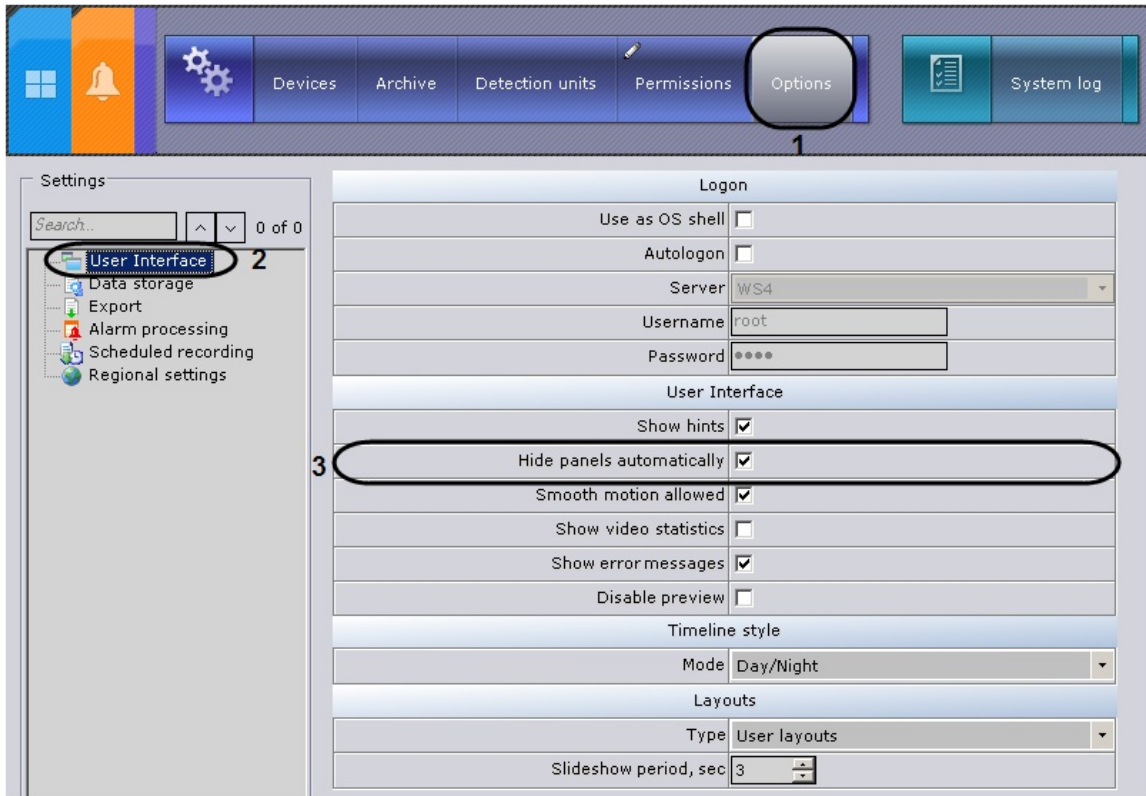 Devices Archive Detection units Permissions Options System log
1
Settings
Search... 0 of 0
User Interface 2
Data storage
Export
Alarm processing
Scheduled recording
Regional settings
Logon
Use as OS shell
Autologon
Server WS4
Username root
Password ••••
User Interface
Show hints
3 Hide panels automatically
Smooth motion allowed
Show video statistics
Show error messages
Disable preview
Timeline style
Mode Day/Night
Layouts
Type User layouts
Slideshow period, sec 3